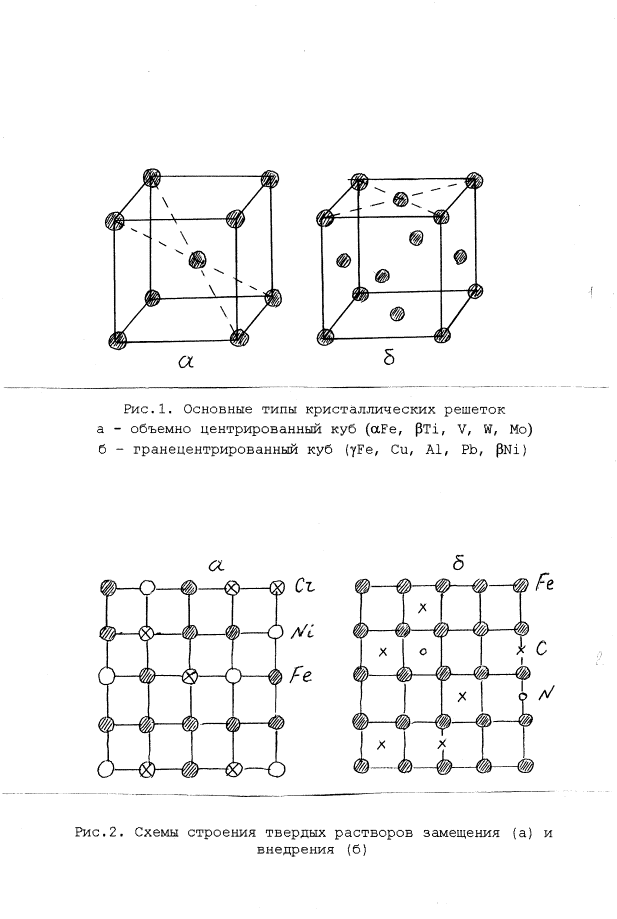 а
б
Рис.1. Основные типы кристаллических решеток
а - объемно центрированный куб (αFe, βTi, V, W, Mo)
б - гранецентрированный куб (γFe, Cu, Al, Pb, βNi)
а
б
Cr
Fe
Ni
C
Fe
N
Рис.2. Схемы строения твердых растворов замещения (а) и
внедрения (б)